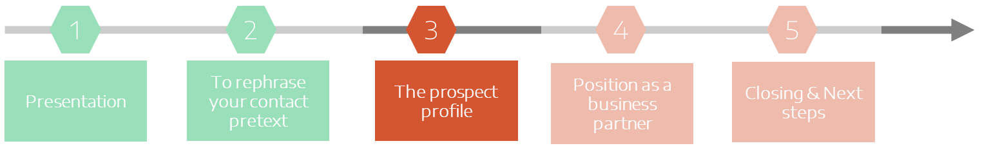 1
2
3
4
5
Presentation
To rephrase
your contact
pretext
The prospect
profile
Position as a
business
partner
Closing & Next
steps